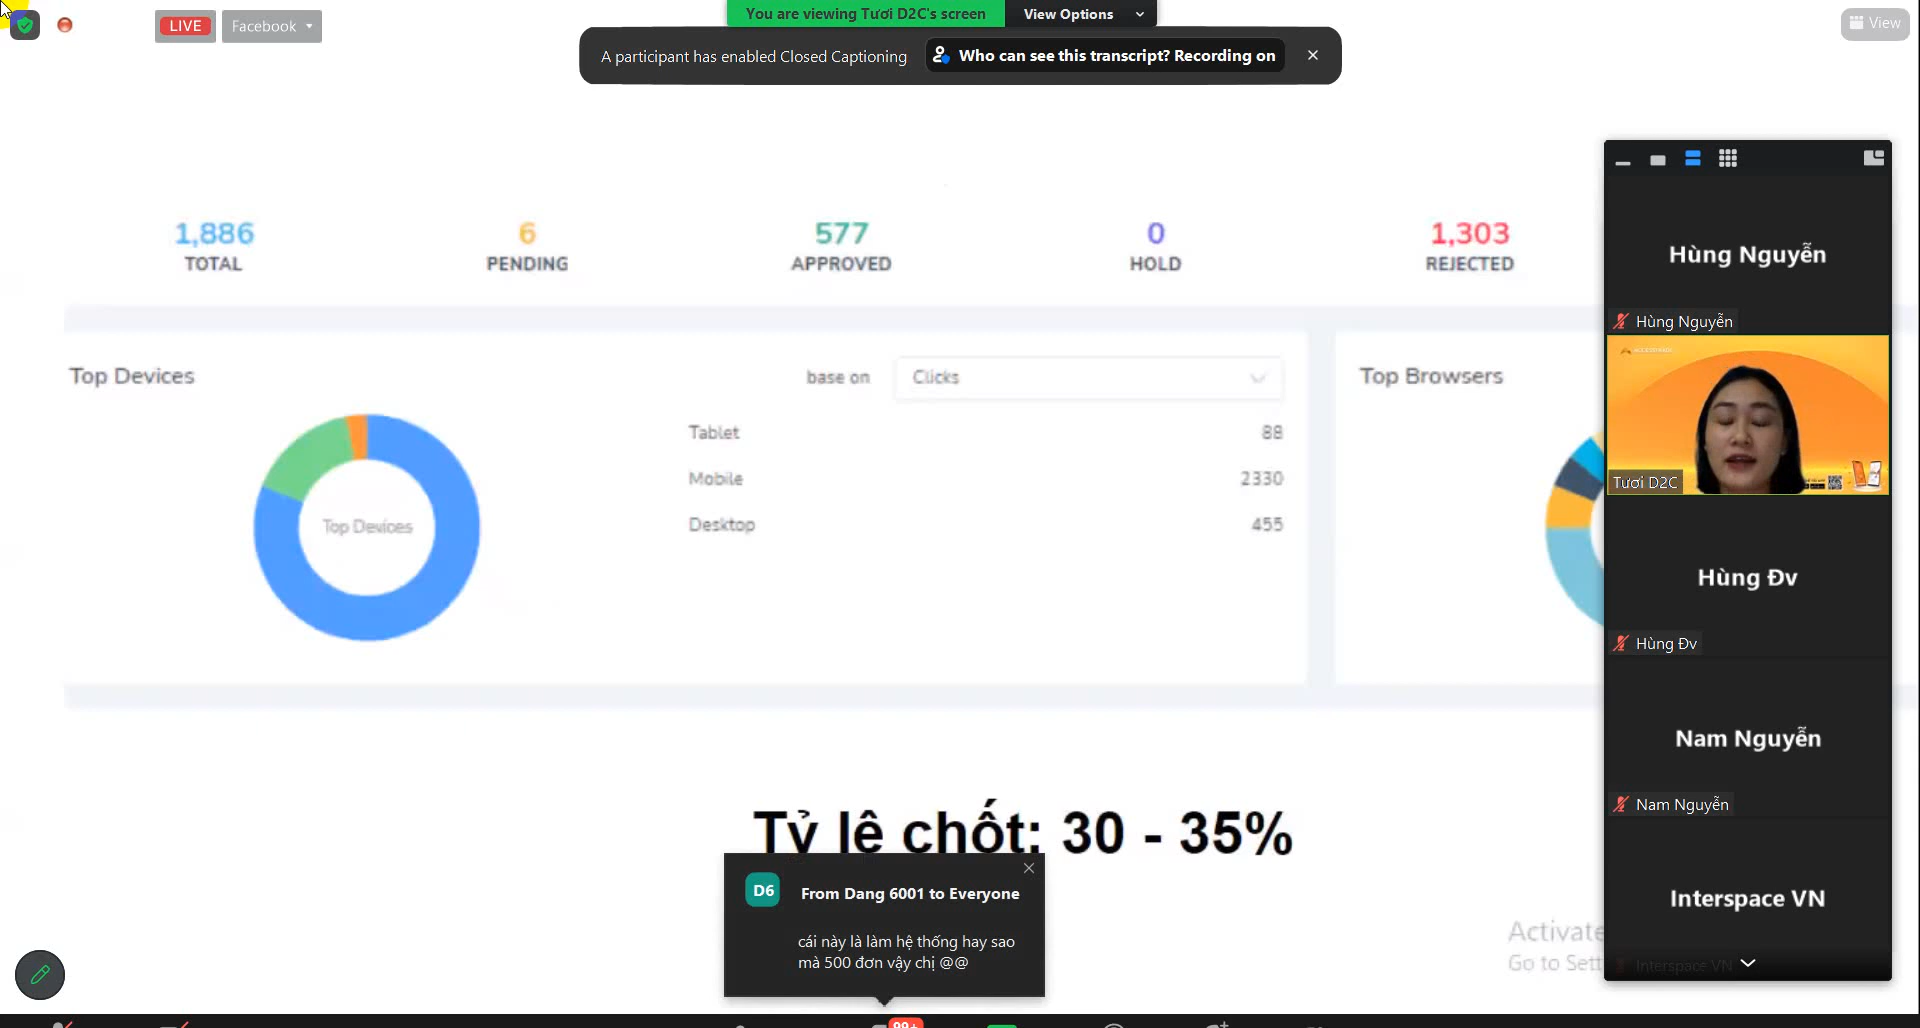 LIVE
Facebook
You are viewing Tươi D2C's screen
View Options
View
A participant has enabled Closed Captioning
Who can see this transcript? Recording on
1,886
TOTAL
6
PENDING
577
APPROVED
0
HOLD
1,303
REJECTED
Top Devices
base on
Clicks
Top Devices
Tablet
88
Mobile
2330
Desktop
455
Top Browsers
Hùng Nguyễn
Hùng Nguyễn
Tươi D2C
Hùng Đv
Hùng Đv
Nam Nguyễn
Nam Nguyễn
Interspace VN
Interspace VN
Tỷ lê chốt: 30 - 35%
D6
From Dang 6001 to Everyone
cái này là làm hệ thống hay sao
mà 500 đơn vậy chị @@
Activate
Go to Sett
99+